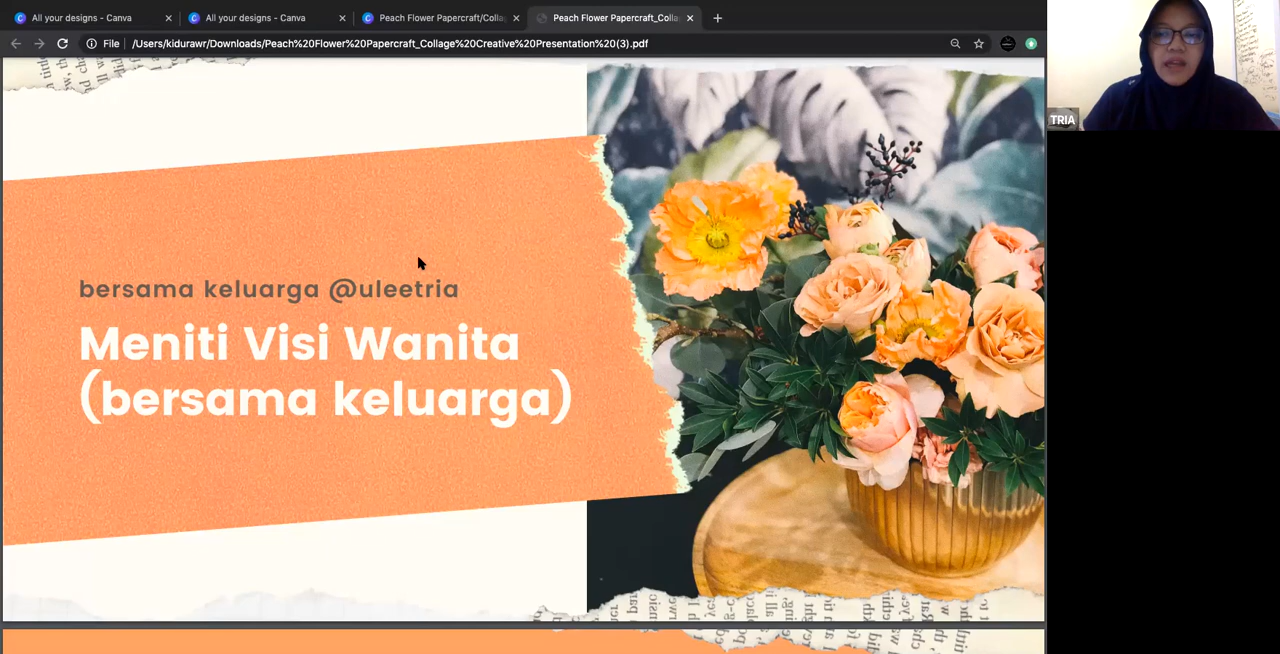 All your designs - Canva
All your designs - Canva
Peach Flower Papercraft/Colla
Peach Flower Papercraft_Colla
File
/Users/kidurawr/Downloads/Peach%20Flower%20Papercraft_Collage%20Creative%20Presentation%20(3).pdf
TRIA
bersama keluarga @uleetria
Meniti Visi Wanita
(bersama keluarga)